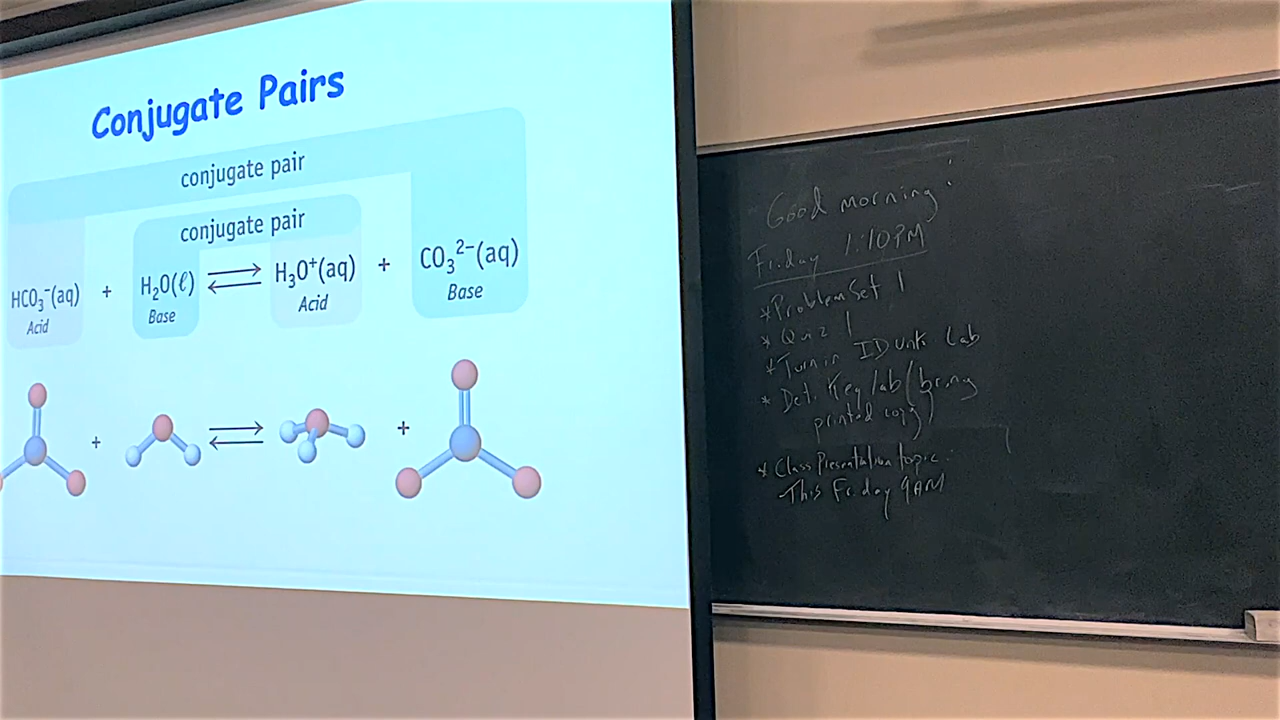 Conjugate Pairs
conjugate pair
conjugate pair
HCO₃⁻(aq) + H₂O(ℓ) ⇌ H₃O⁺(aq) + CO₃²⁻(aq)
Acid Base Acid Base
+ ⇌ +
Good morning!
Friday 1:10PM
*Problem Set 1
* Quiz 1
*Turn in ID Unk Lab
* Det. Keq lab (bring
printed copy)
* Class Presentation topic:
This Friday 9AM